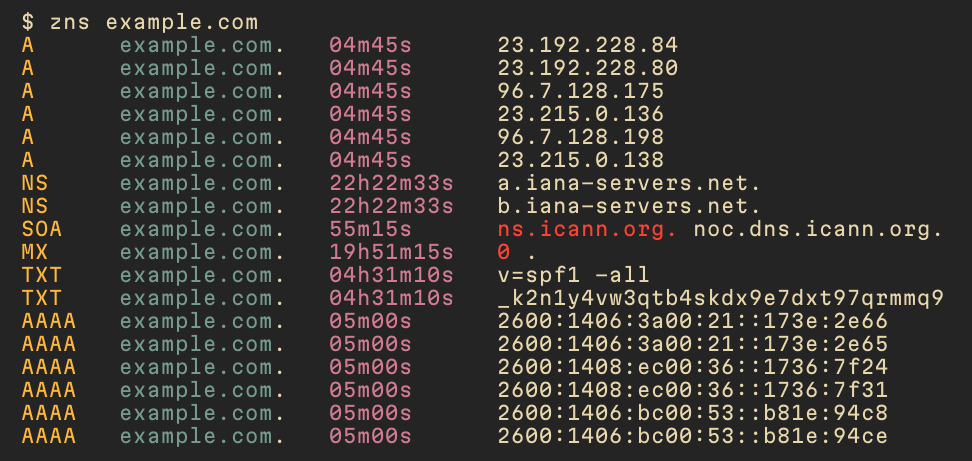 $ zns example.com
A example.com. 04m45s 23.192.228.84
A example.com. 04m45s 23.192.228.80
A example.com. 04m45s 96.7.128.175
A example.com. 04m45s 23.215.0.136
A example.com. 04m45s 96.7.128.198
A example.com. 04m45s 23.215.0.138
NS example.com. 22h22m33s a.iana-servers.net.
NS example.com. 22h22m33s b.iana-servers.net.
SOA example.com. 55m15s ns.icann.org. noc.dns.icann.org.
MX example.com. 19h51m15s 0 .
TXT example.com. 04h31m10s v=spf1 -all
TXT example.com. 04h31m10s _k2n1y4vw3qtb4skdx9e7dxt97qrmmq9
AAAA example.com. 05m00s 2600:1406:3a00:21::173e:2e66
AAAA example.com. 05m00s 2600:1406:3a00:21::173e:2e65
AAAA example.com. 05m00s 2600:1408:ec00:36::1736:7f24
AAAA example.com. 05m00s 2600:1408:ec00:36::1736:7f31
AAAA example.com. 05m00s 2600:1406:bc00:53::b81e:94c8
AAAA example.com. 05m00s 2600:1406:bc00:53::b81e:94ce